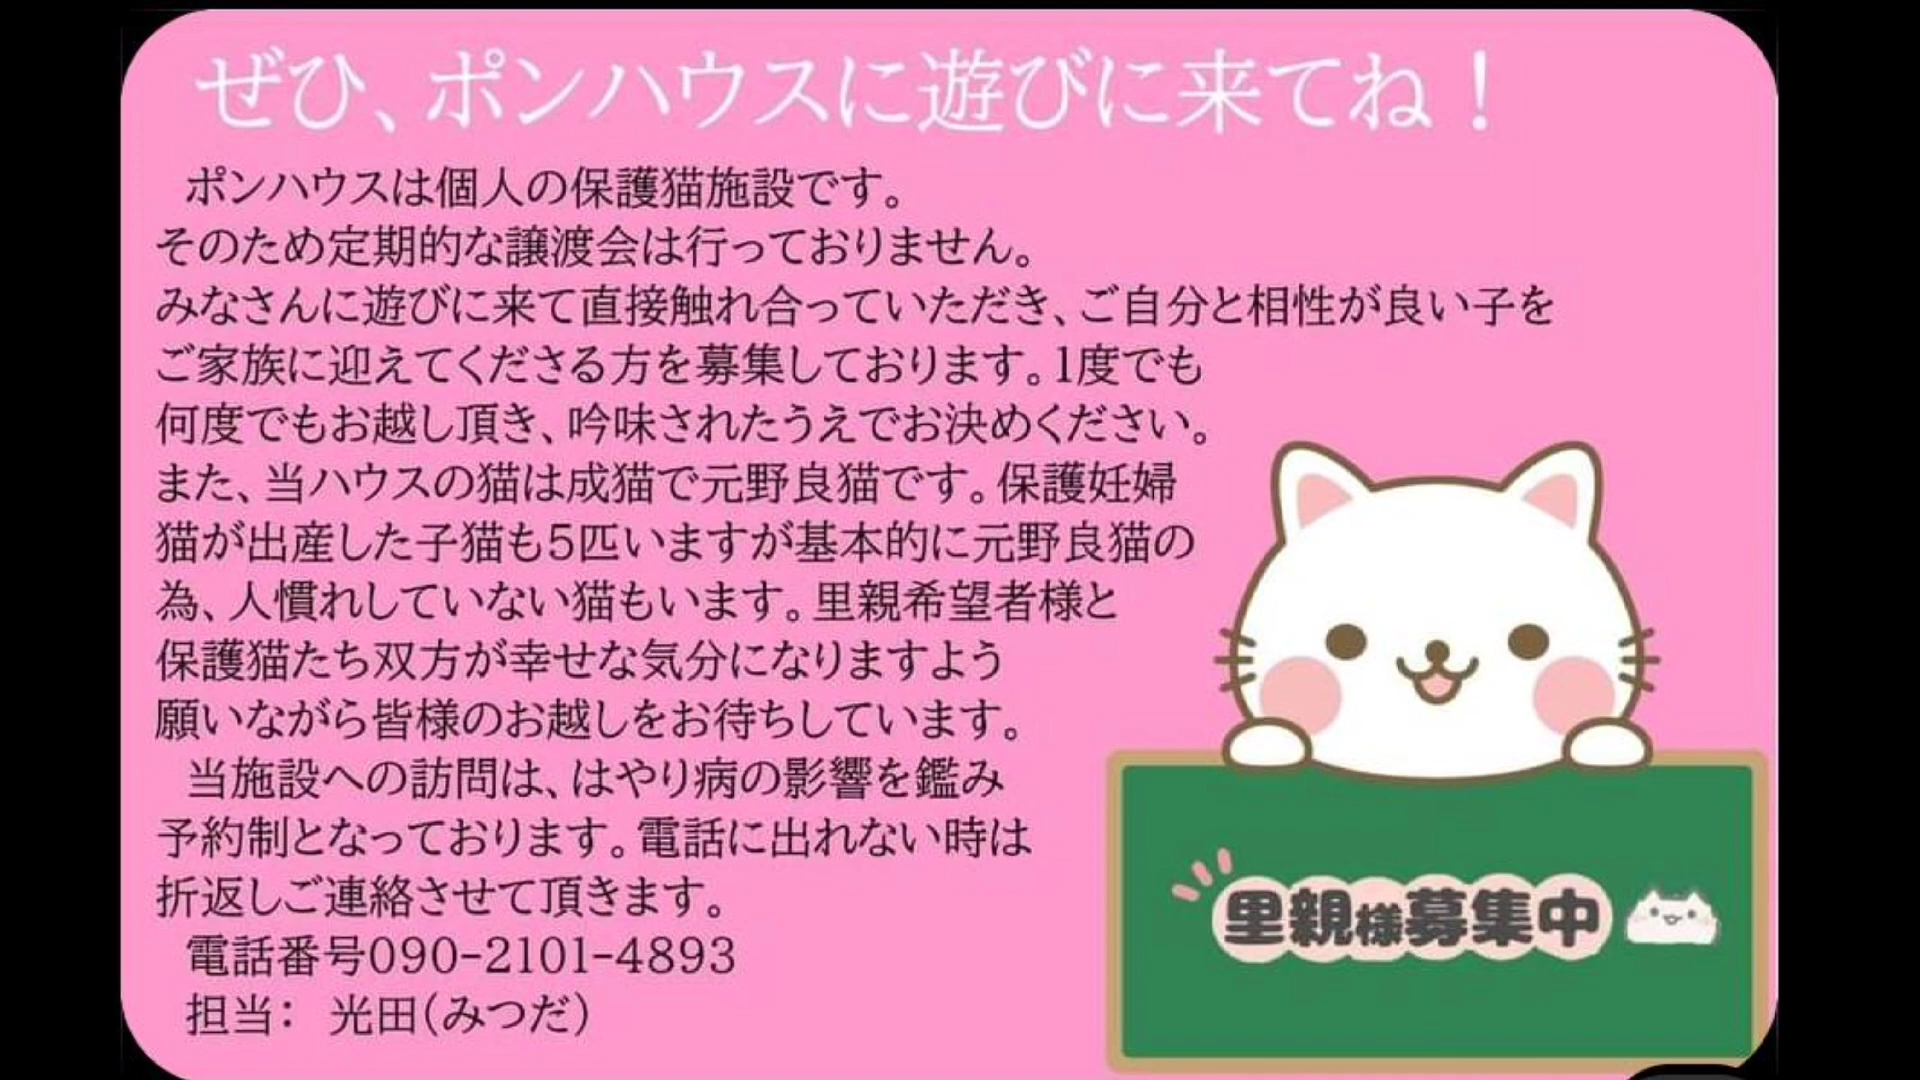 ぜひ、ポンハウスに遊びに来てね！
ポンハウスは個人の保護猫施設です。
そのため定期的な譲渡会は行っておりません。
みなさんに遊びに来て直接触れ合っていただき、ご自分と相性が良い子を
ご家族に迎えてくださる方を募集しております。1度でも
何度でもお越し頂き、吟味されたうえでお決めください。
また、当ハウスの猫は成猫で元野良猫です。保護妊婦
猫が出産した子猫も5匹いますが基本的に元野良猫の
為、人慣れしていない猫もいます。里親希望者様と
保護猫たち双方が幸せな気分になりますよう
願いながら皆様のお越しをお待ちしています。
当施設への訪問は、はやり病の影響を鑑み
予約制となっております。電話に出れない時は
折返しご連絡させて頂きます。
電話番号090-2101-4893
担当： 光田(みつだ)
里親様募集中